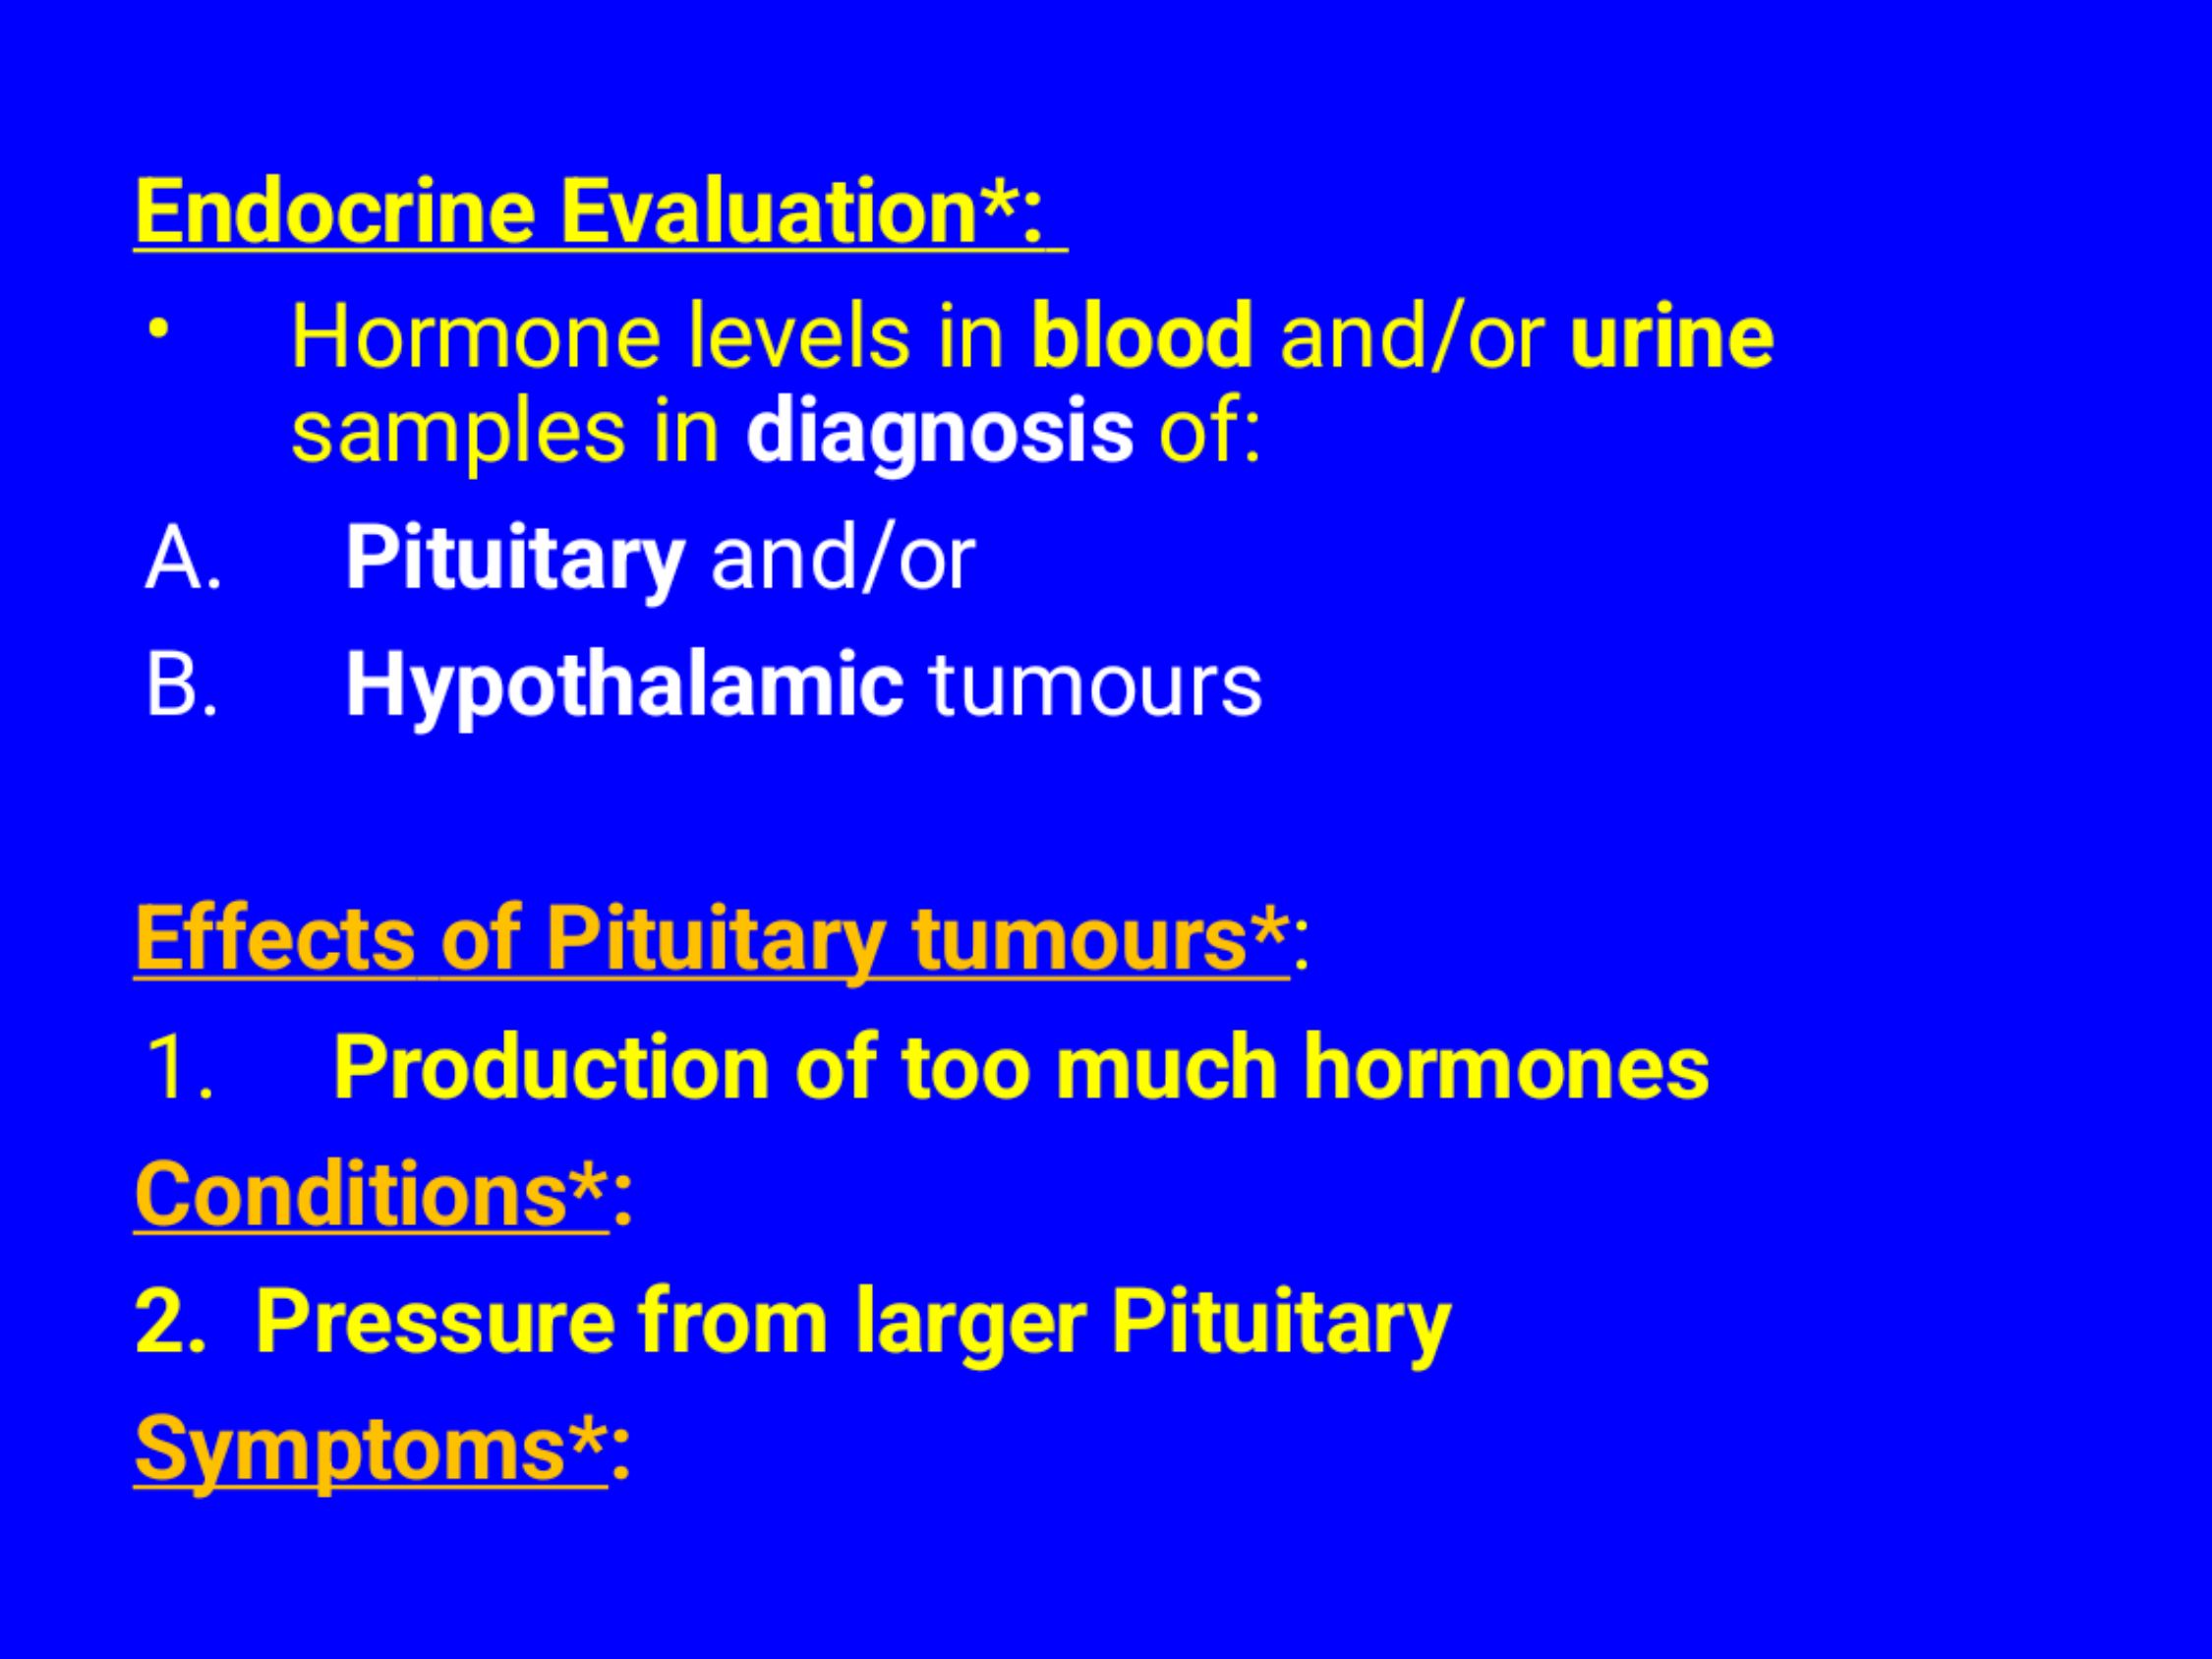 Endocrine Evaluation*:
• Hormone levels in blood and/or urine
samples in diagnosis of:
A. Pituitary and/or
B. Hypothalamic tumours
Effects of Pituitary tumours*:
1. Production of too much hormones
Conditions*:
2. Pressure from larger Pituitary
Symptoms*: